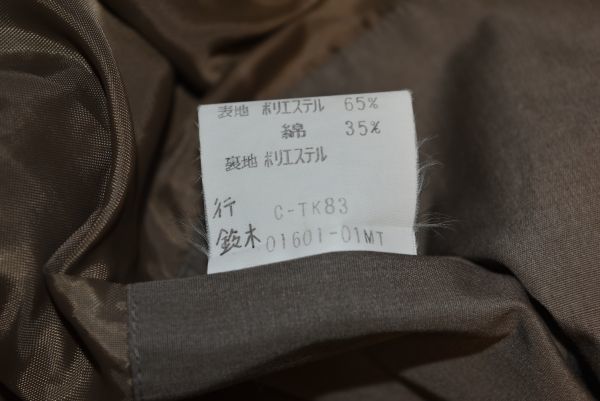 表地 ポリエステル 65%
綿 35%
裏地 ポリエステル
行 C-TK83
鈴木 01601-01MT